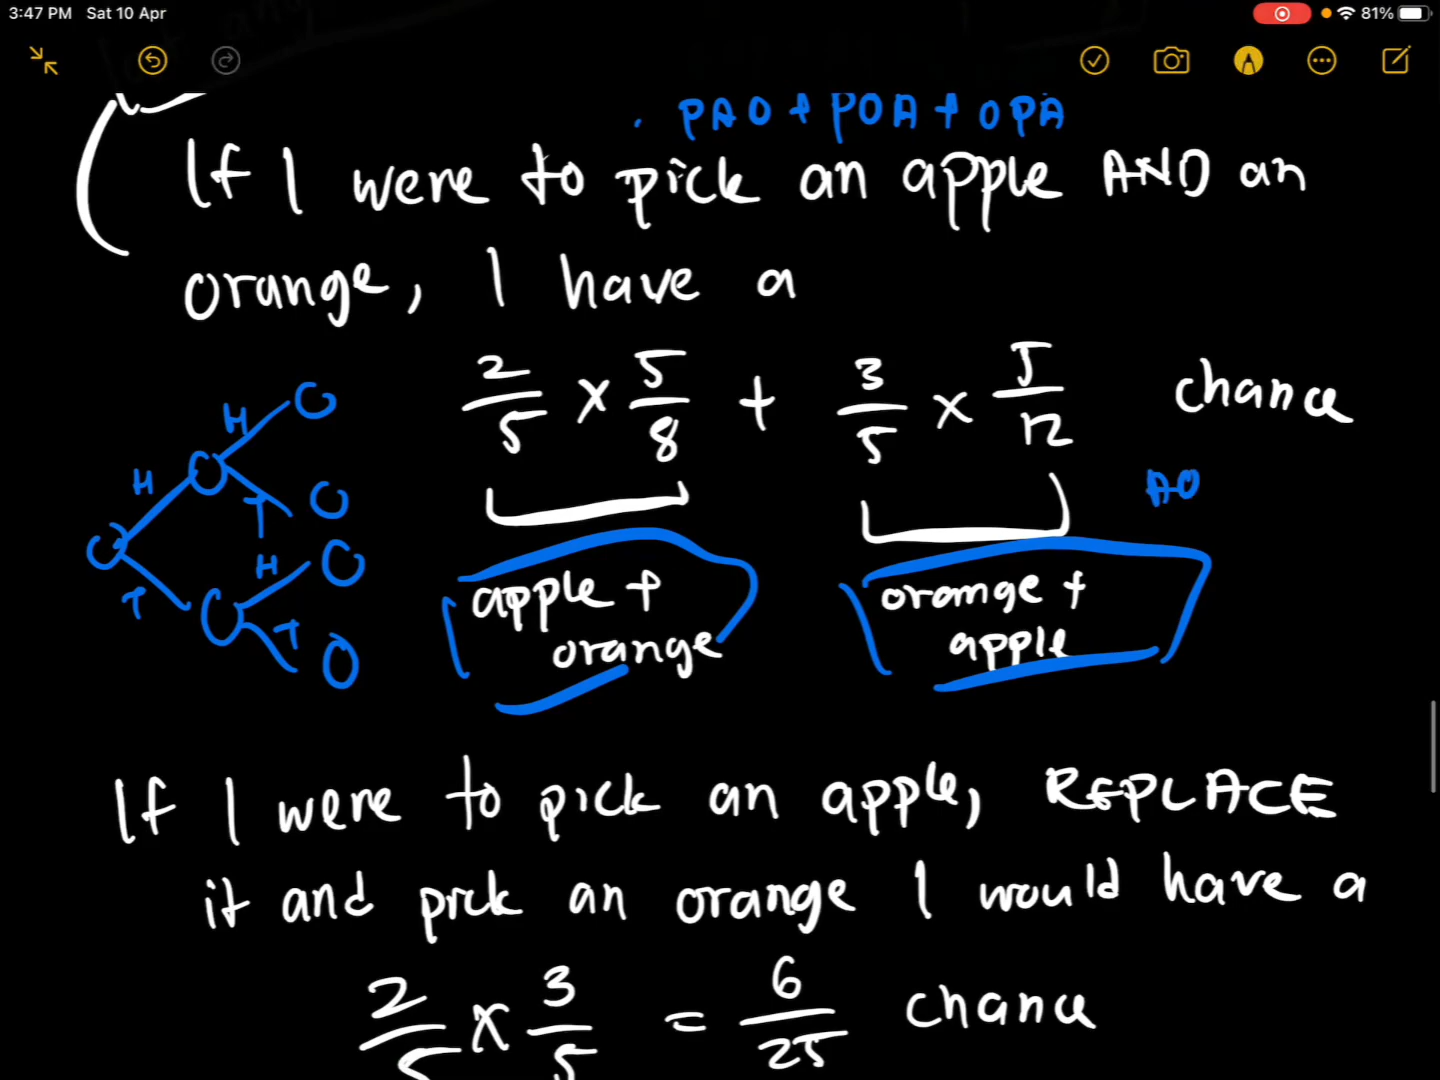 3:47 PM Sat 10 Apr 81%
. PAO + POA + OPA
If I were to pick an apple AND an
orange, I have a
2/5 x 5/8 + 3/5 x 5/12 chance
H H T T H T
AO
apple +
orange
orange +
apple
If I were to pick an apple, REPLACE
it and pick an orange I would have a
2/5 x 3/5 = 6/25 chance